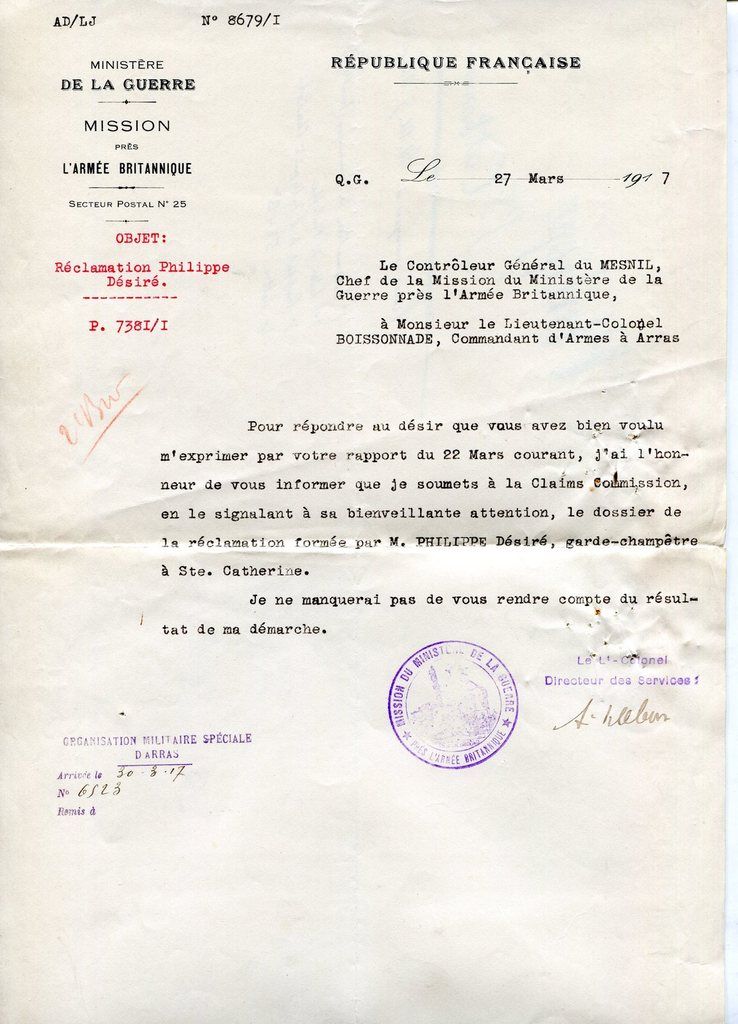 AD/LJ N° 8679/I
MINISTÈRE
DE LA GUERRE
MISSION
PRÈS
L'ARMÉE BRITANNIQUE
SECTEUR POSTAL N° 25
OBJET:
Réclamation Philippe
Désiré.
-----------
P. 738I/I
RÉPUBLIQUE FRANÇAISE
Q.G. Le 27 Mars 1917
Le Contrôleur Général du MESNIL,
Chef de la Mission du Ministère de la
Guerre près l'Armée Britannique,
à Monsieur le Lieutenant-Colonel
BOISSONNADE, Commandant d'Armes à Arras
Pour répondre au désir que vous avez bien voulu
m'exprimer par votre rapport du 22 Mars courant, j'ai l'hon-
neur de vous informer que je soumets à la Claims Commission,
en le signalant à sa bienveillante attention, le dossier de
la réclamation formée par M. PHILIPPE Désiré, garde-champêtre
à Ste. Catherine.
Je ne manquerai pas de vous rendre compte du résul-
tat de ma démarche.
Le Lt-Colonel
Directeur des Services:
MISSION DU MINISTÈRE DE LA GUERRE
★ PRÈS L'ARMÉE BRITANNIQUE ★
ORGANISATION MILITAIRE SPÉCIALE
D'ARRAS
Arrivée le 30-3-17
N° 6523
Remis à